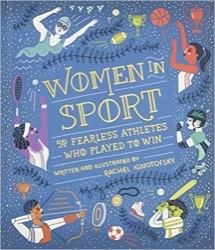 WOMEN IN
SPORT
50 FEARLESS ATHLETES
WHO PLAYED TO WIN
WRITTEN AND ILLUSTRATED BY
RACHEL IGNOTOFSKY